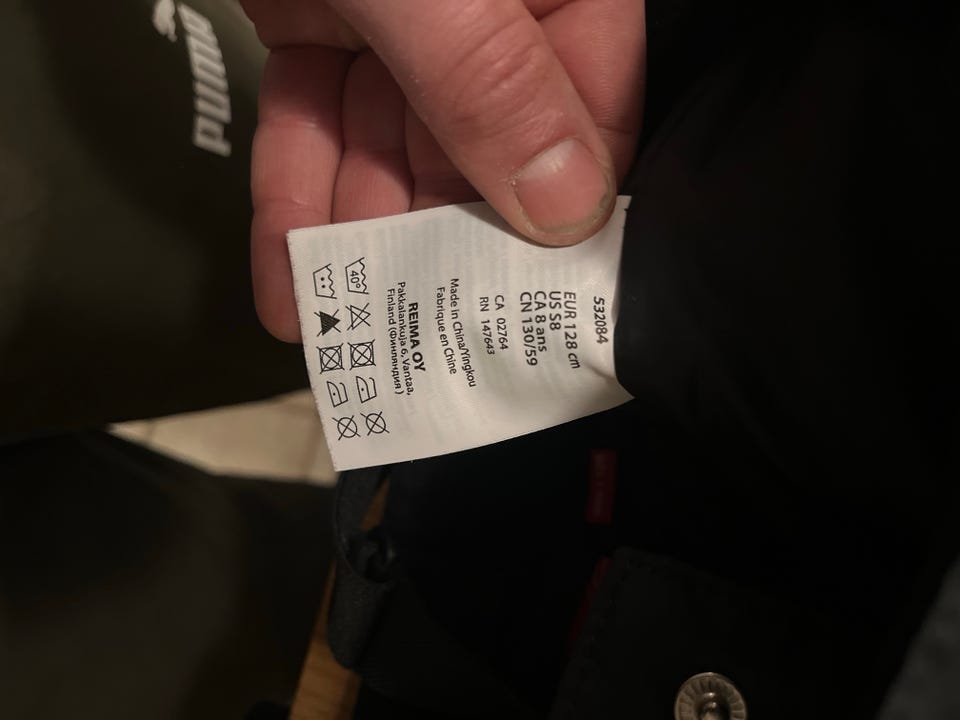 PUMA
532084
EUR 128 cm
US S8
CA 8 ans
CN 130/59
CA 02764
RN 147643
Made in China/Yingkou
Fabriqué en Chine
REIMA OY
Pakkalankuja 6, Vantaa,
Finland (Финляндия)
40°